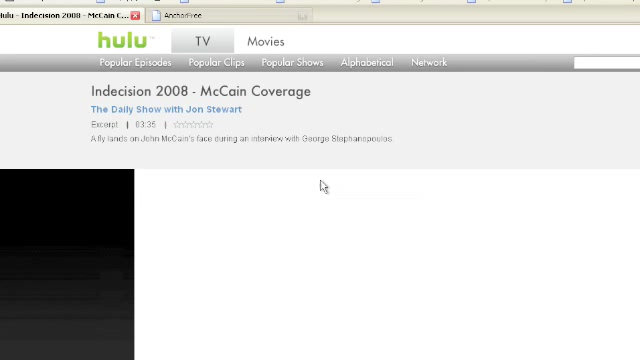 Hulu - Indecision 2008 - McCain C... AnchorFree
hulu TV Movies
Popular Episodes Popular Clips Popular Shows Alphabetical Network
Indecision 2008 - McCain Coverage
The Daily Show with Jon Stewart
Excerpt | 03:35 |
A fly lands on John McCain's face during an interview with George Stephanopoulos.